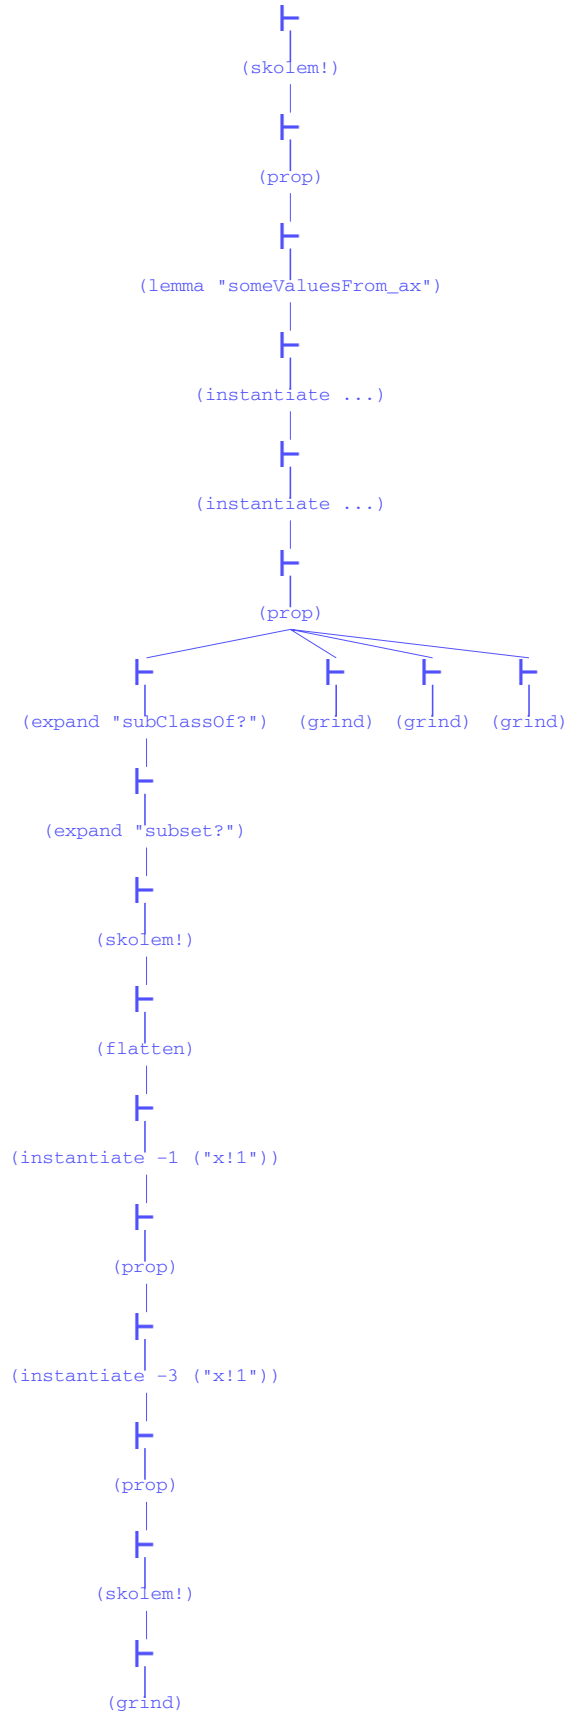 (skolem!)
(prop)
(lemma "someValuesFrom_ax")
(instantiate ...)
(instantiate ...)
(prop)
(expand "subClassOf?") (grind) (grind) (grind)
(expand "subset?")
(skolem!)
(flatten)
(instantiate -1 ("x!1"))
(prop)
(instantiate -3 ("x!1"))
(prop)
(skolem!)
(grind)